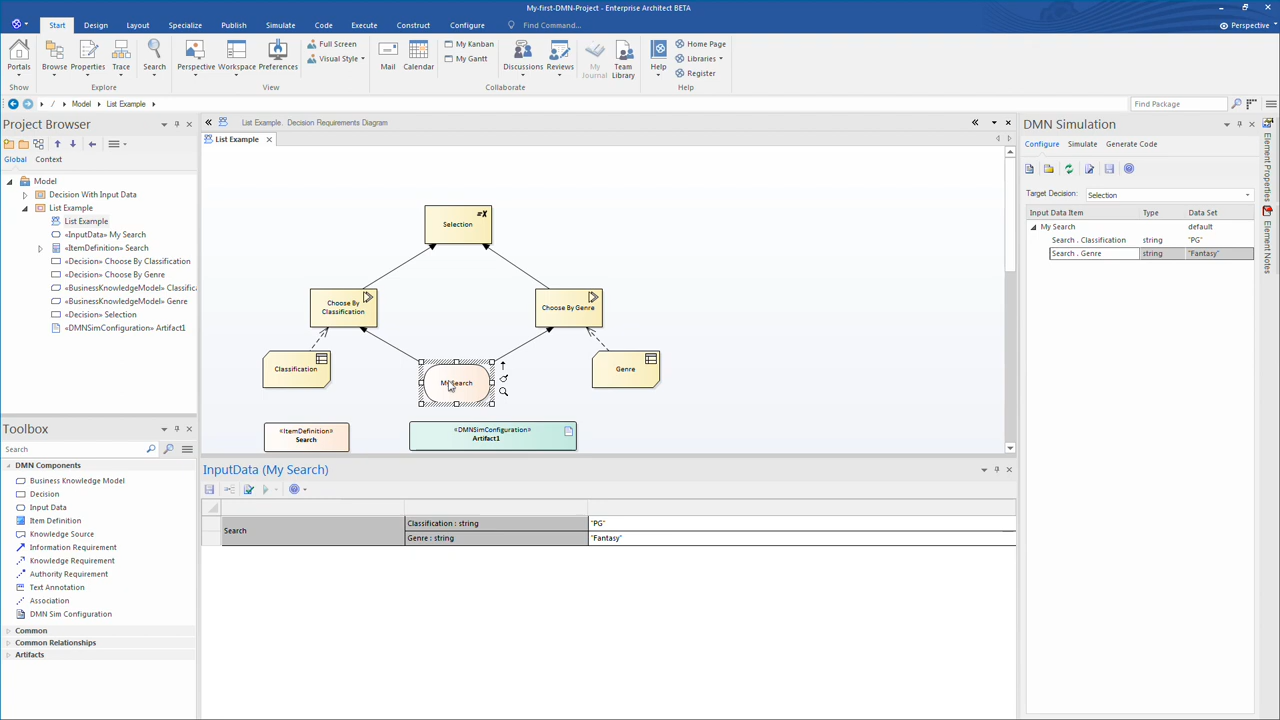 My-first-DMN-Project - Enterprise Architect BETA
Start Design Layout Specialize Publish Simulate Code Execute Construct Configure Find Command... Perspective
Portals Browse Properties Trace Search Perspective Workspace Preferences Full Screen Visual Style Mail Calendar My Kanban My Gantt Discussions Reviews My Journal Team Library Help Home Page Libraries Register
Show Explore View Collaborate Help
/ Model List Example Find Package
Project Browser
Global Context
Model
Decision With Input Data
List Example
List Example
«InputData» My Search
«ItemDefinition» Search
«Decision» Choose By Classification
«Decision» Choose By Genre
«BusinessKnowledgeModel» Classifica
«BusinessKnowledgeModel» Genre
«Decision» Selection
«DMNSimConfiguration» Artifact1
Toolbox
Search
DMN Components
Business Knowledge Model
Decision
Input Data
Item Definition
Knowledge Source
Information Requirement
Knowledge Requirement
Authority Requirement
Text Annotation
Association
DMN Sim Configuration
Common
Common Relationships
Artifacts
List Example. Decision Requirements Diagram
List Example
Selection
Choose By
Classification
Choose By Genre
Classification
My Search
Genre
«ItemDefinition»
Search
«DMNSimConfiguration»
Artifact1
InputData (My Search)
Search
Classification : string "PG"
Genre : string "Fantasy"
DMN Simulation
Configure Simulate Generate Code
Target Decision: Selection
Input Data Item Type Data Set
My Search default
Search . Classification string "PG"
Search . Genre string "Fantasy"
Element Properties
Element Notes